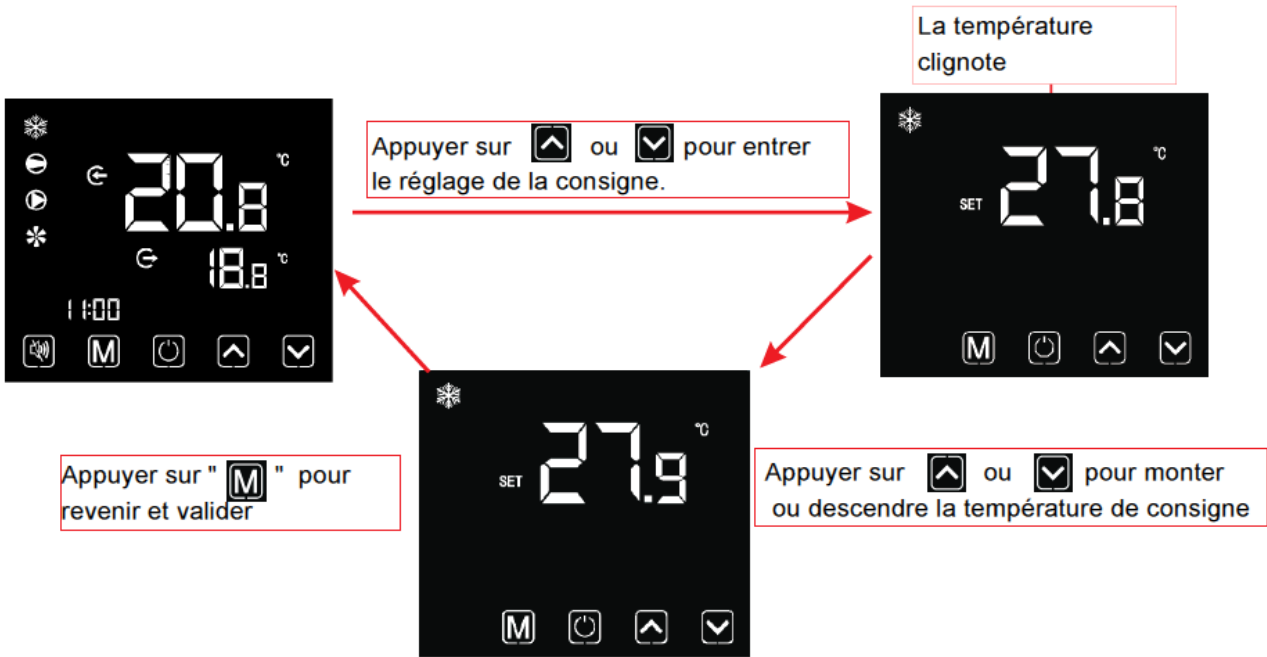 La température
clignote
20.8 °C
18.8 °C
11:00
M
Appuyer sur ou pour entrer
le réglage de la consigne.
SET 27.8 °C
M
Appuyer sur " M " pour
revenir et valider
SET 27.9 °C
M
Appuyer sur ou pour monter
ou descendre la température de consigne